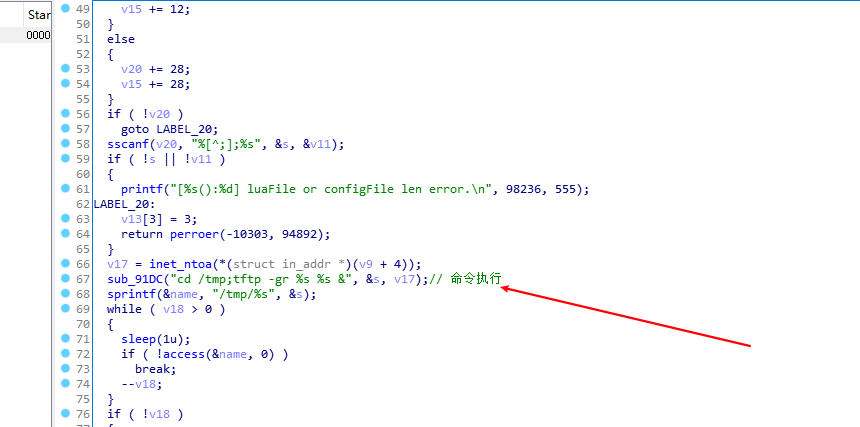 Star
0000
49 v15 += 12;
50 }
51 else
52 {
53 v20 += 28;
54 v15 += 28;
55 }
56 if ( !v20 )
57 goto LABEL_20;
58 sscanf(v20, "%[^;];%s", &s, &v11);
59 if ( !s || !v11 )
60 {
61 printf("[%s():%d] luaFile or configFile len error.\n", 98236, 555);
62 LABEL_20:
63 v13[3] = 3;
64 return perroer(-10303, 94892);
65 }
66 v17 = inet_ntoa(*(struct in_addr *)(v9 + 4));
67 sub_91DC("cd /tmp;tftp -gr %s %s &", &s, v17);// 命令执行
68 sprintf(&name, "/tmp/%s", &s);
69 while ( v18 > 0 )
70 {
71 sleep(1u);
72 if ( !access(&name, 0) )
73 break;
74 --v18;
75 }
76 if ( !v18 )